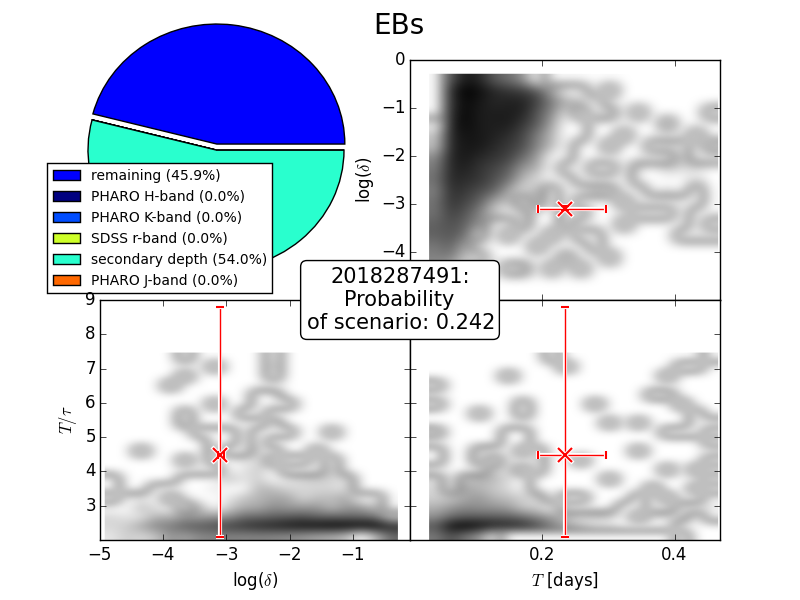 EBs
remaining (45.9%)
PHARO H-band (0.0%)
PHARO K-band (0.0%)
SDSS r-band (0.0%)
secondary depth (54.0%)
PHARO J-band (0.0%)
0
−1
−2
−3
−4
log(δ)
2018287491:
Probability
of scenario: 0.242
9
8
7
6
5
4
3
T/τ
−5 −4 −3 −2 −1
log(δ)
0.2 0.4
T [days]